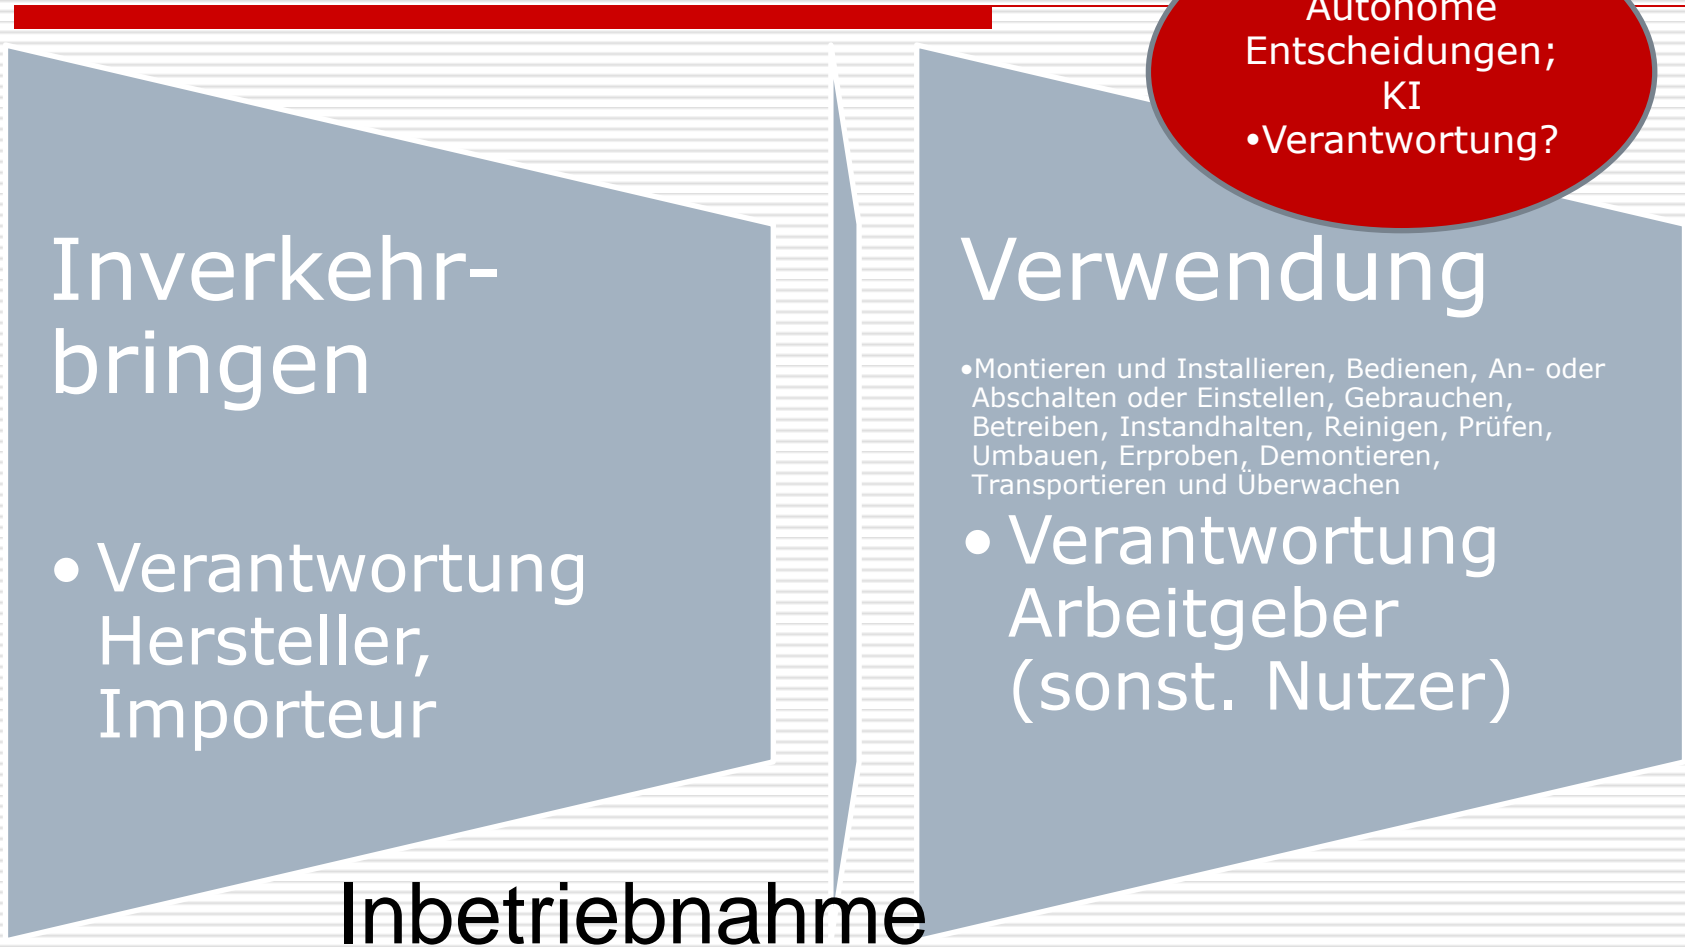 Autonome
Entscheidungen;
KI
•Verantwortung?
Inverkehr-
bringen
• Verantwortung
Hersteller,
Importeur
Verwendung
•Montieren und Installieren, Bedienen, An- oder
Abschalten oder Einstellen, Gebrauchen,
Betreiben, Instandhalten, Reinigen, Prüfen,
Umbauen, Erproben, Demontieren,
Transportieren und Überwachen
• Verantwortung
Arbeitgeber
(sonst. Nutzer)
Inbetriebnahme